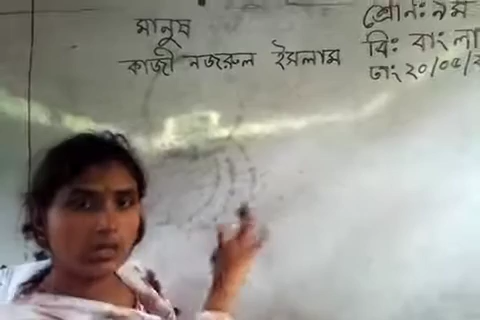 মানুষ
কাজী নজরুল ইসলাম
শ্রেনি: ৯ম
বি: বাংলা
তাং ২০/০৫/